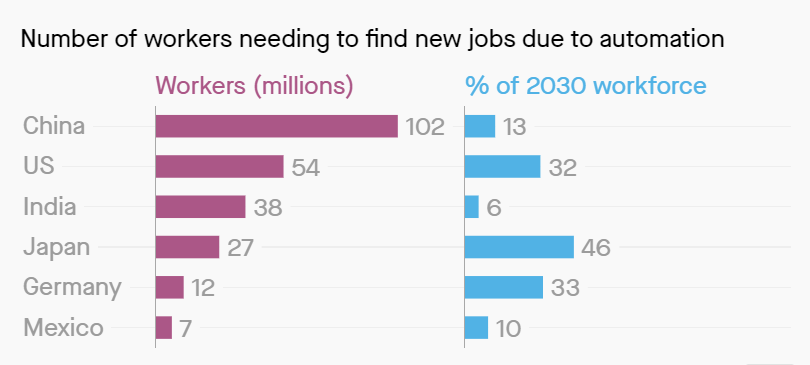 Number of workers needing to find new jobs due to automation
Workers (millions) % of 2030 workforce
China 102 13
US 54 32
India 38 6
Japan 27 46
Germany 12 33
Mexico 7 10